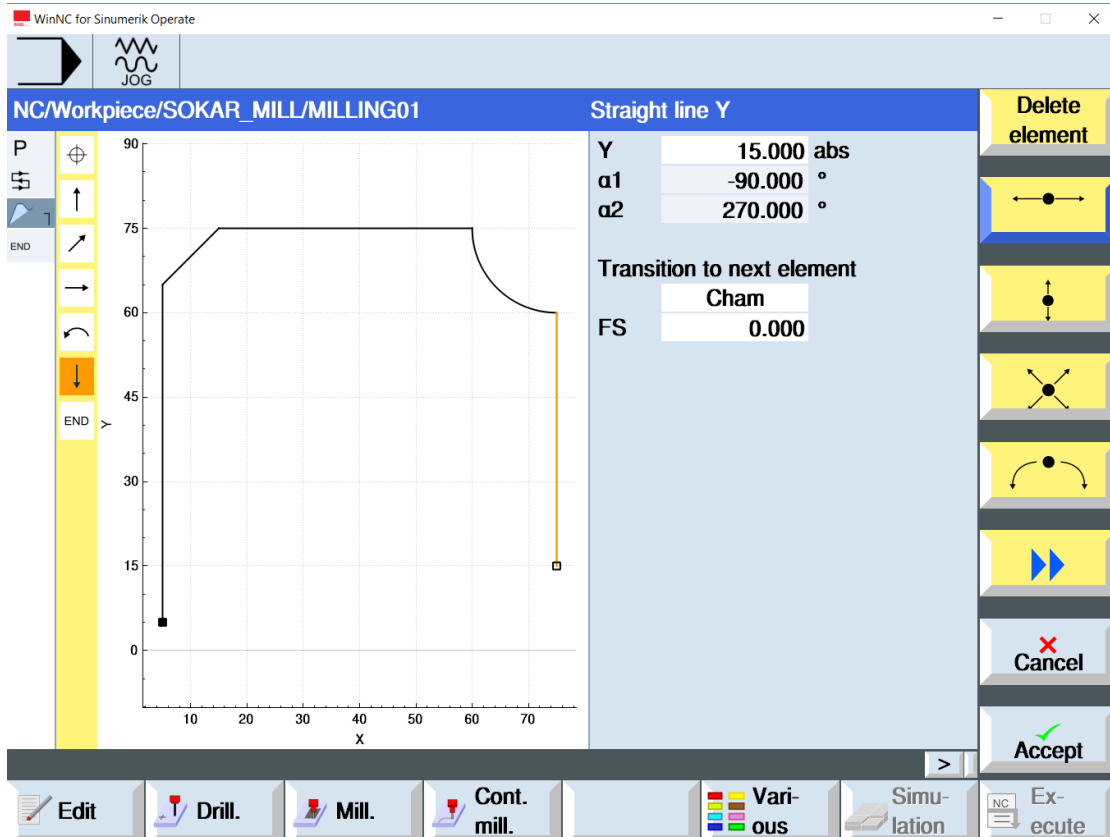 WinNC for Sinumerik Operate
JOG
NC/Workpiece/SOKAR_MILL/MILLING01
Straight line Y
P
END
END
90
75
60
45
30
15
0
Y
10 20 30 40 50 60 70
X
Y 15.000 abs
α1 -90.000 °
α2 270.000 °
Transition to next element
Cham
FS 0.000
Delete
element
Cancel
Accept
>
Edit
Drill.
Mill.
Cont.
mill.
Vari-
ous
Simu-
lation
NC
Ex-
ecute